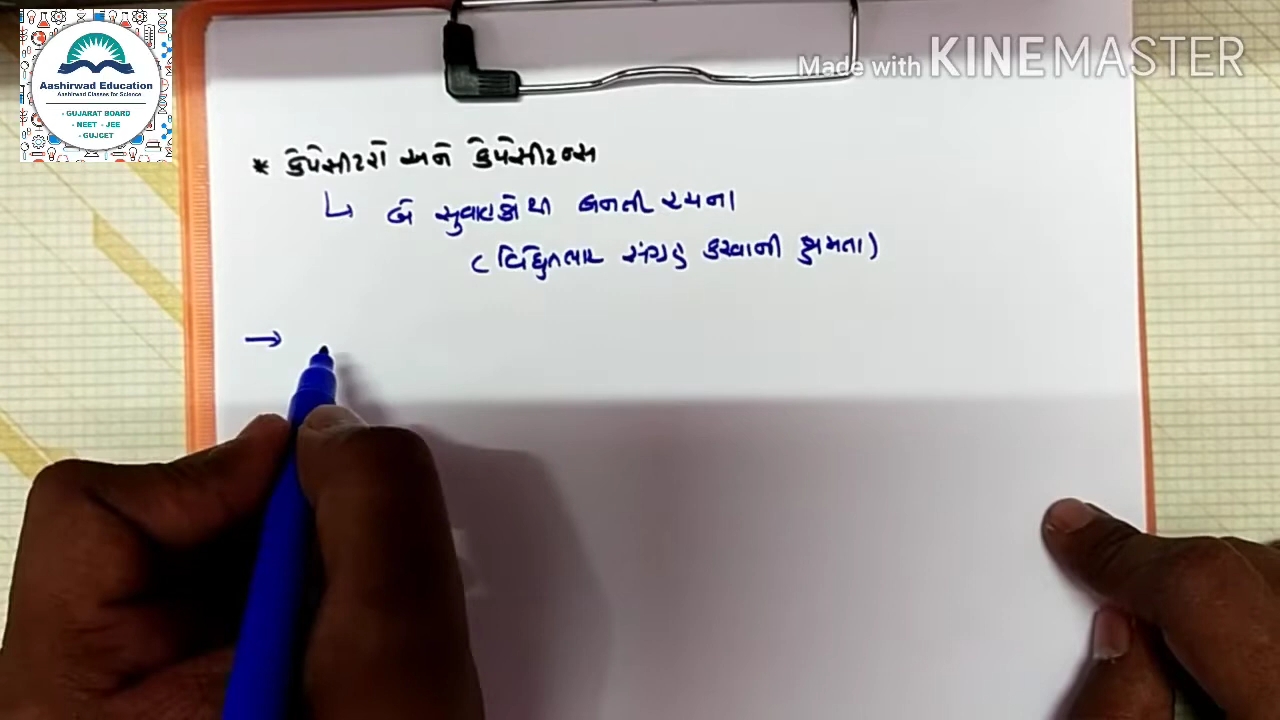 Aashirwad Education
Aashirwad Classes for Science
- GUJARAT BOARD
- NEET - JEE
- GUJCET
Made with KINEMASTER
* કેપેસીટરો અને કેપેસીટન્સ
↳ બે સુવાહકોથી બનતી રચના
(વિદ્યુતભાર સંગ્રહ કરવાની ક્ષમતા)
→